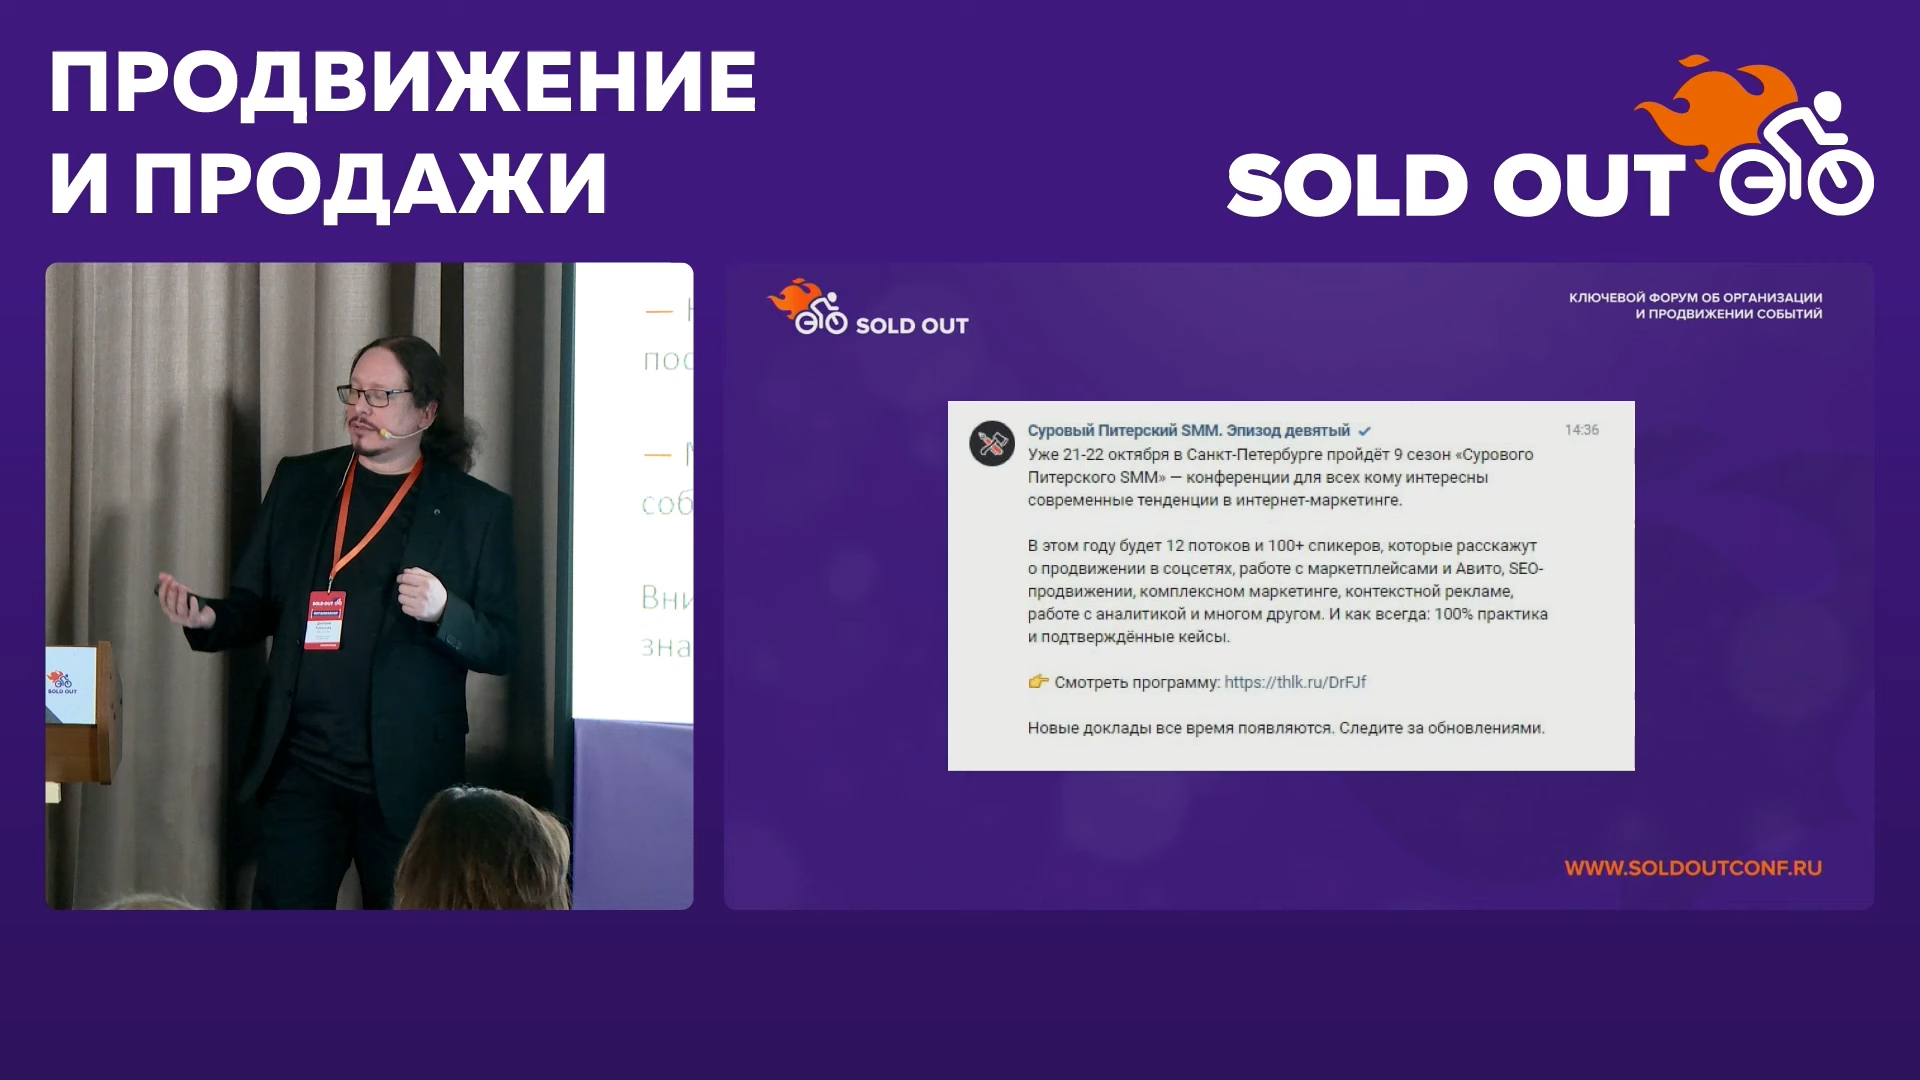 ПРОДВИЖЕНИЕ
И ПРОДАЖИ
SOLD OUT
SOLD OUT
SOLD OUT
SOLD OUT
КЛЮЧЕВОЙ ФОРУМ ОБ ОРГАНИЗАЦИИ
И ПРОДВИЖЕНИИ СОБЫТИЙ
Суровый Питерский SMM. Эпизод девятый
14:36
Уже 21-22 октября в Санкт-Петербурге пройдёт 9 сезон «Сурового
Питерского SMM» — конференции для всех кому интересны
современные тенденции в интернет-маркетинге.
В этом году будет 12 потоков и 100+ спикеров, которые расскажут
о продвижении в соцсетях, работе с маркетплейсами и Авито, SEO-
продвижении, комплексном маркетинге, контекстной рекламе,
работе с аналитикой и многом другом. И как всегда: 100% практика
и подтверждённые кейсы.
👉 Смотреть программу: https://thlk.ru/DrFJf
Новые доклады все время появляются. Следите за обновлениями.
WWW.SOLDOUTCONF.RU